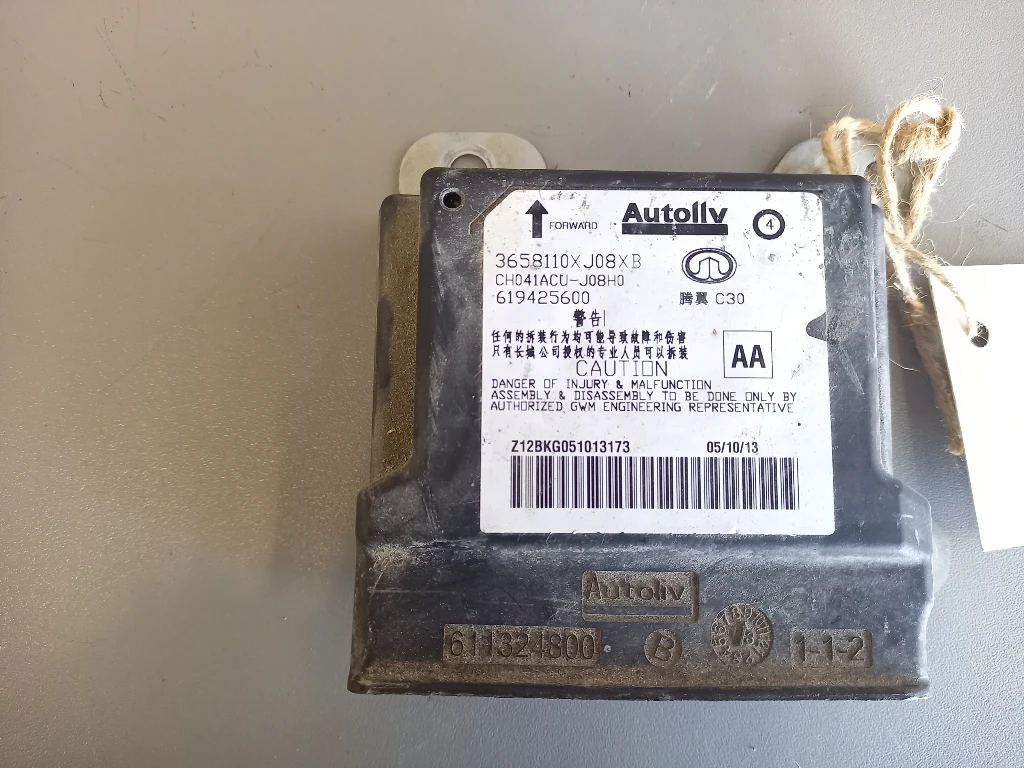 FORWARD
Autoliv
4
3658110XJ08XB
CH041ACU-J08H0
619425600
腾翼 C30
警告
任何的拆装行为均可能导致故障和伤害
只有长城公司授权的专业人员可以拆装
AA
CAUTION
DANGER OF INJURY & MALFUNCTION
ASSEMBLY & DISASSEMBLY TO BE DONE ONLY BY
AUTHORIZED GWM ENGINEERING REPRESENTATIVE
Z12BKG051013173 05/10/13
Autoliv
611324800 B 1-1-2